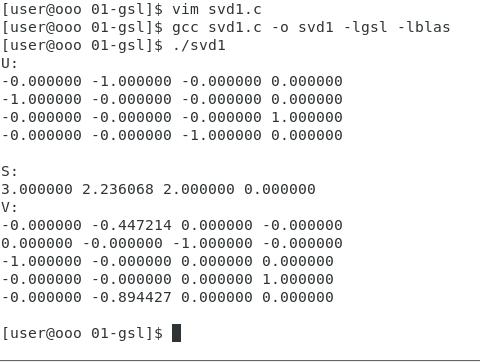 [user@ooo 01-gsl]$ vim svd1.c
[user@ooo 01-gsl]$ gcc svd1.c -o svd1 -lgsl -lblas
[user@ooo 01-gsl]$ ./svd1
U:
-0.000000 -1.000000 -0.000000 0.000000
-1.000000 -0.000000 -0.000000 0.000000
-0.000000 -0.000000 -0.000000 1.000000
-0.000000 -0.000000 -1.000000 0.000000
S:
3.000000 2.236068 2.000000 0.000000
V:
-0.000000 -0.447214 0.000000 -0.000000
0.000000 -0.000000 -1.000000 -0.000000
-1.000000 -0.000000 0.000000 0.000000
-0.000000 -0.000000 0.000000 1.000000
-0.000000 -0.894427 0.000000 0.000000
[user@ooo 01-gsl]$